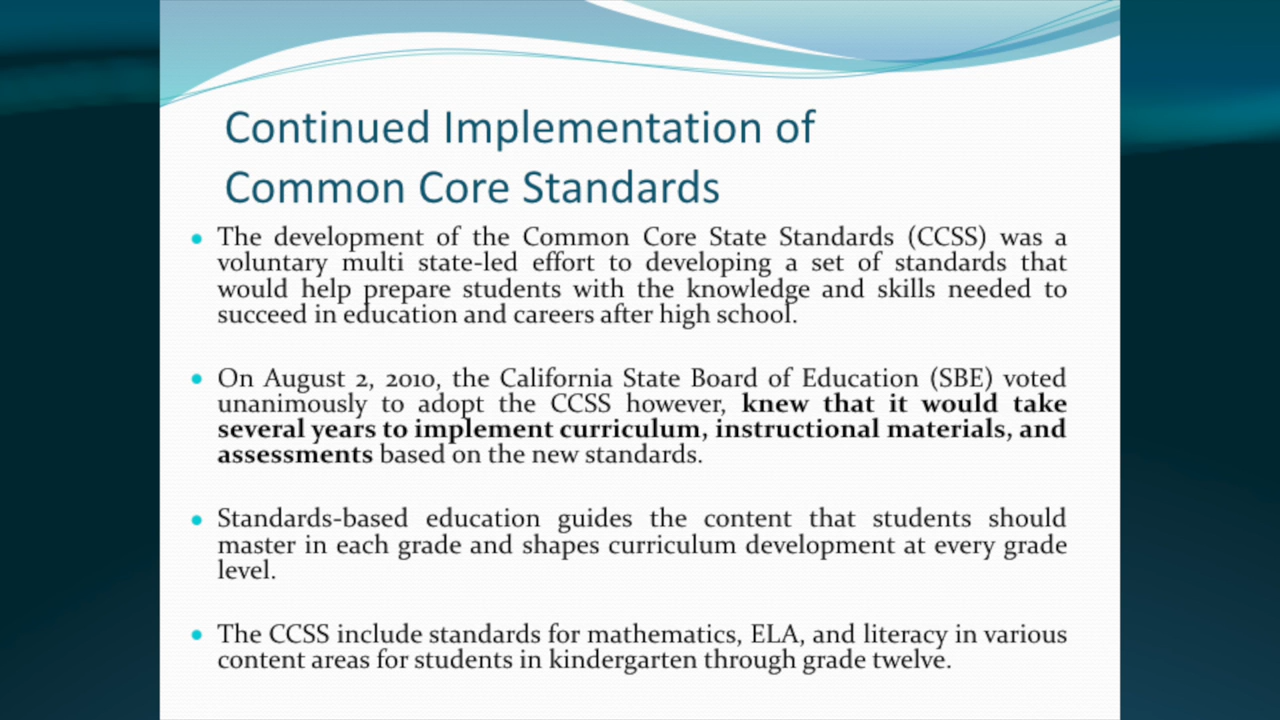 Continued Implementation of
Common Core Standards
• The development of the Common Core State Standards (CCSS) was a
voluntary multi state-led effort to developing a set of standards that
would help prepare students with the knowledge and skills needed to
succeed in education and careers after high school.
• On August 2, 2010, the California State Board of Education (SBE) voted
unanimously to adopt the CCSS however, knew that it would take
several years to implement curriculum, instructional materials, and
assessments based on the new standards.
• Standards-based education guides the content that students should
master in each grade and shapes curriculum development at every grade
level.
• The CCSS include standards for mathematics, ELA, and literacy in various
content areas for students in kindergarten through grade twelve.